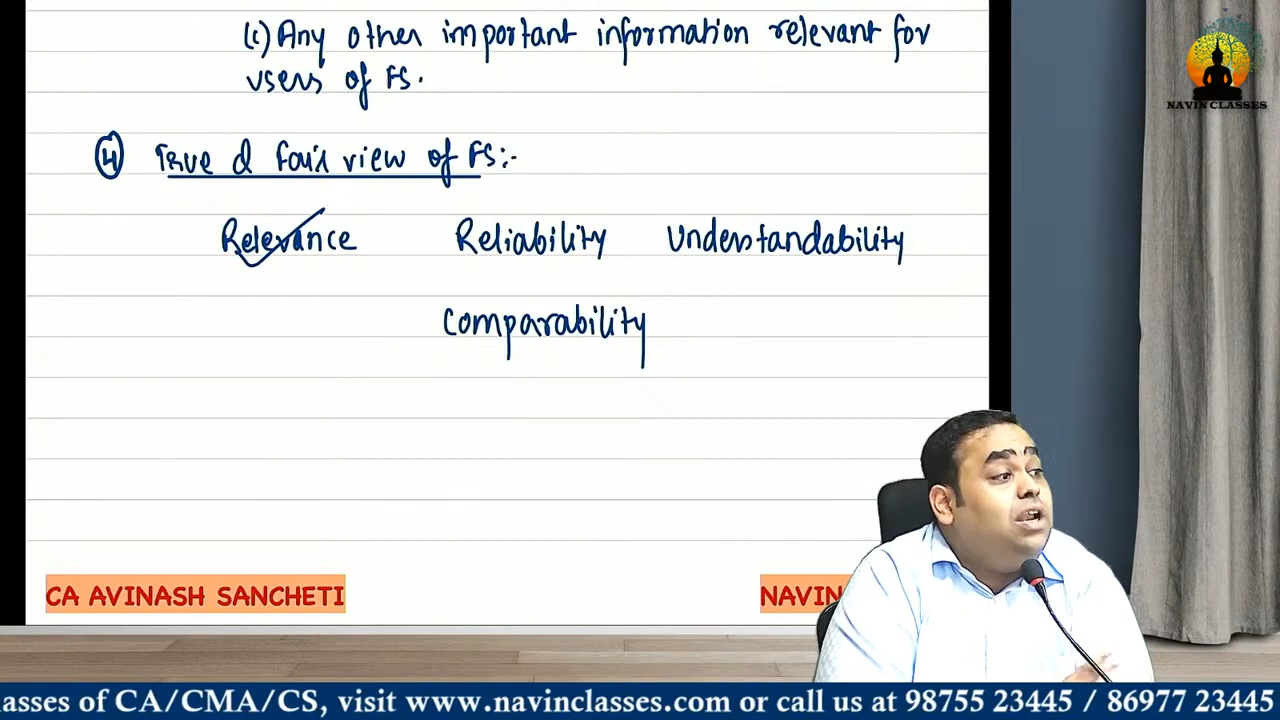 (c) Any other important information relevant for
users of FS.
NAVIN CLASSES
4 True & fair view of FS:-
Relevance Reliability Understandability
Comparability
CA AVINASH SANCHETI
NAVIN
lasses of CA/CMA/CS, visit www.navinclasses.com or call us at 98755 23445 / 86977 23445